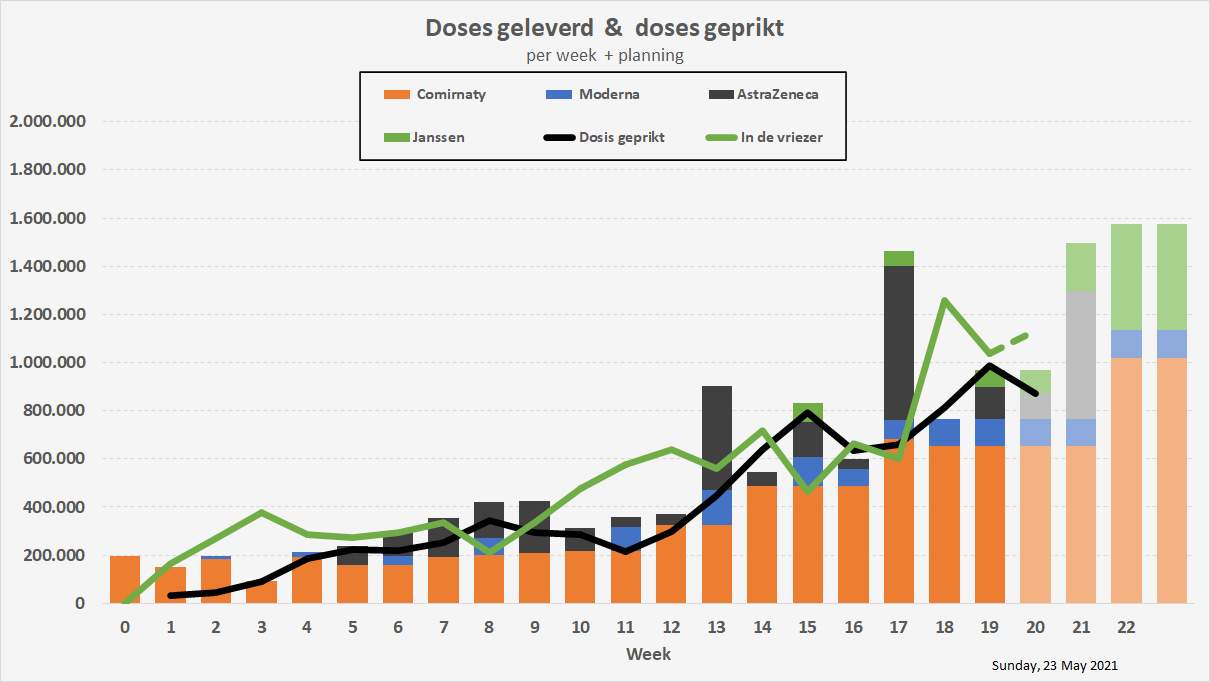 Doses geleverd & doses geprikt
per week + planning
Comirnaty Moderna AstraZeneca
Janssen Dosis geprikt In de vriezer
2.000.000
1.800.000
1.600.000
1.400.000
1.200.000
1.000.000
800.000
600.000
400.000
200.000
0
0 1 2 3 4 5 6 7 8 9 10 11 12 13 14 15 16 17 18 19 20 21 22
Week
Sunday, 23 May 2021